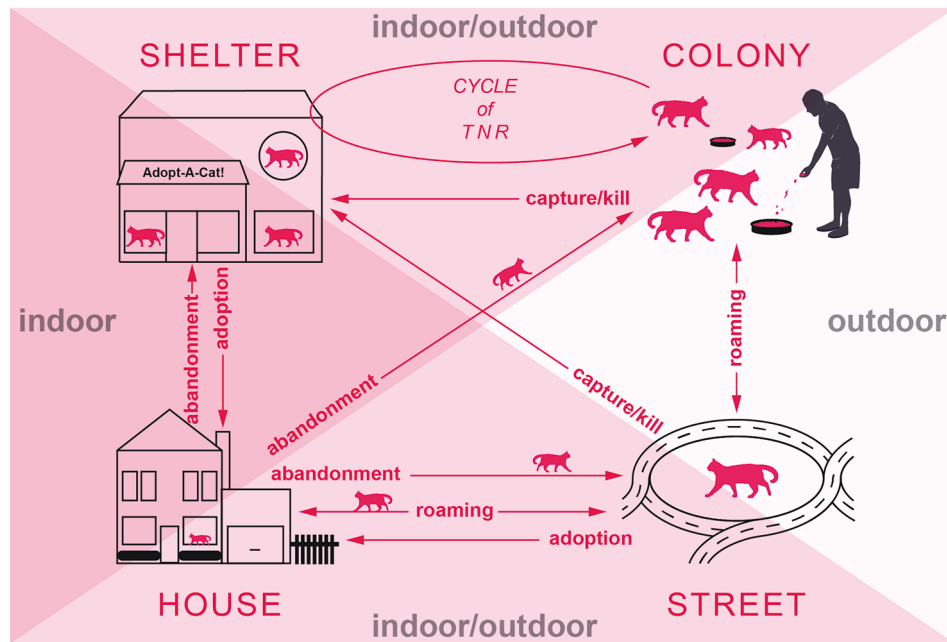 indoor/outdoor
SHELTER
COLONY
CYCLE
of
T N R
Adopt-A-Cat!
capture/kill
abandonment
adoption
indoor
outdoor
roaming
abandonment
capture/kill
abandonment
roaming
adoption
HOUSE
STREET
indoor/outdoor